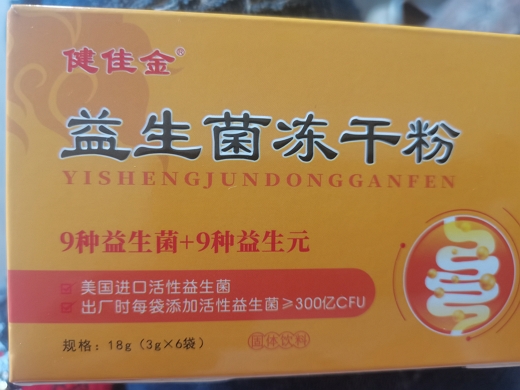 健佳金®
益生菌冻干粉
YISHENGJUNDONGGANFEN
9种益生菌+9种益生元
美国进口活性益生菌
出厂时每袋添加活性益生菌≥300亿CFU
规格：18g（3g×6袋）
固体饮料